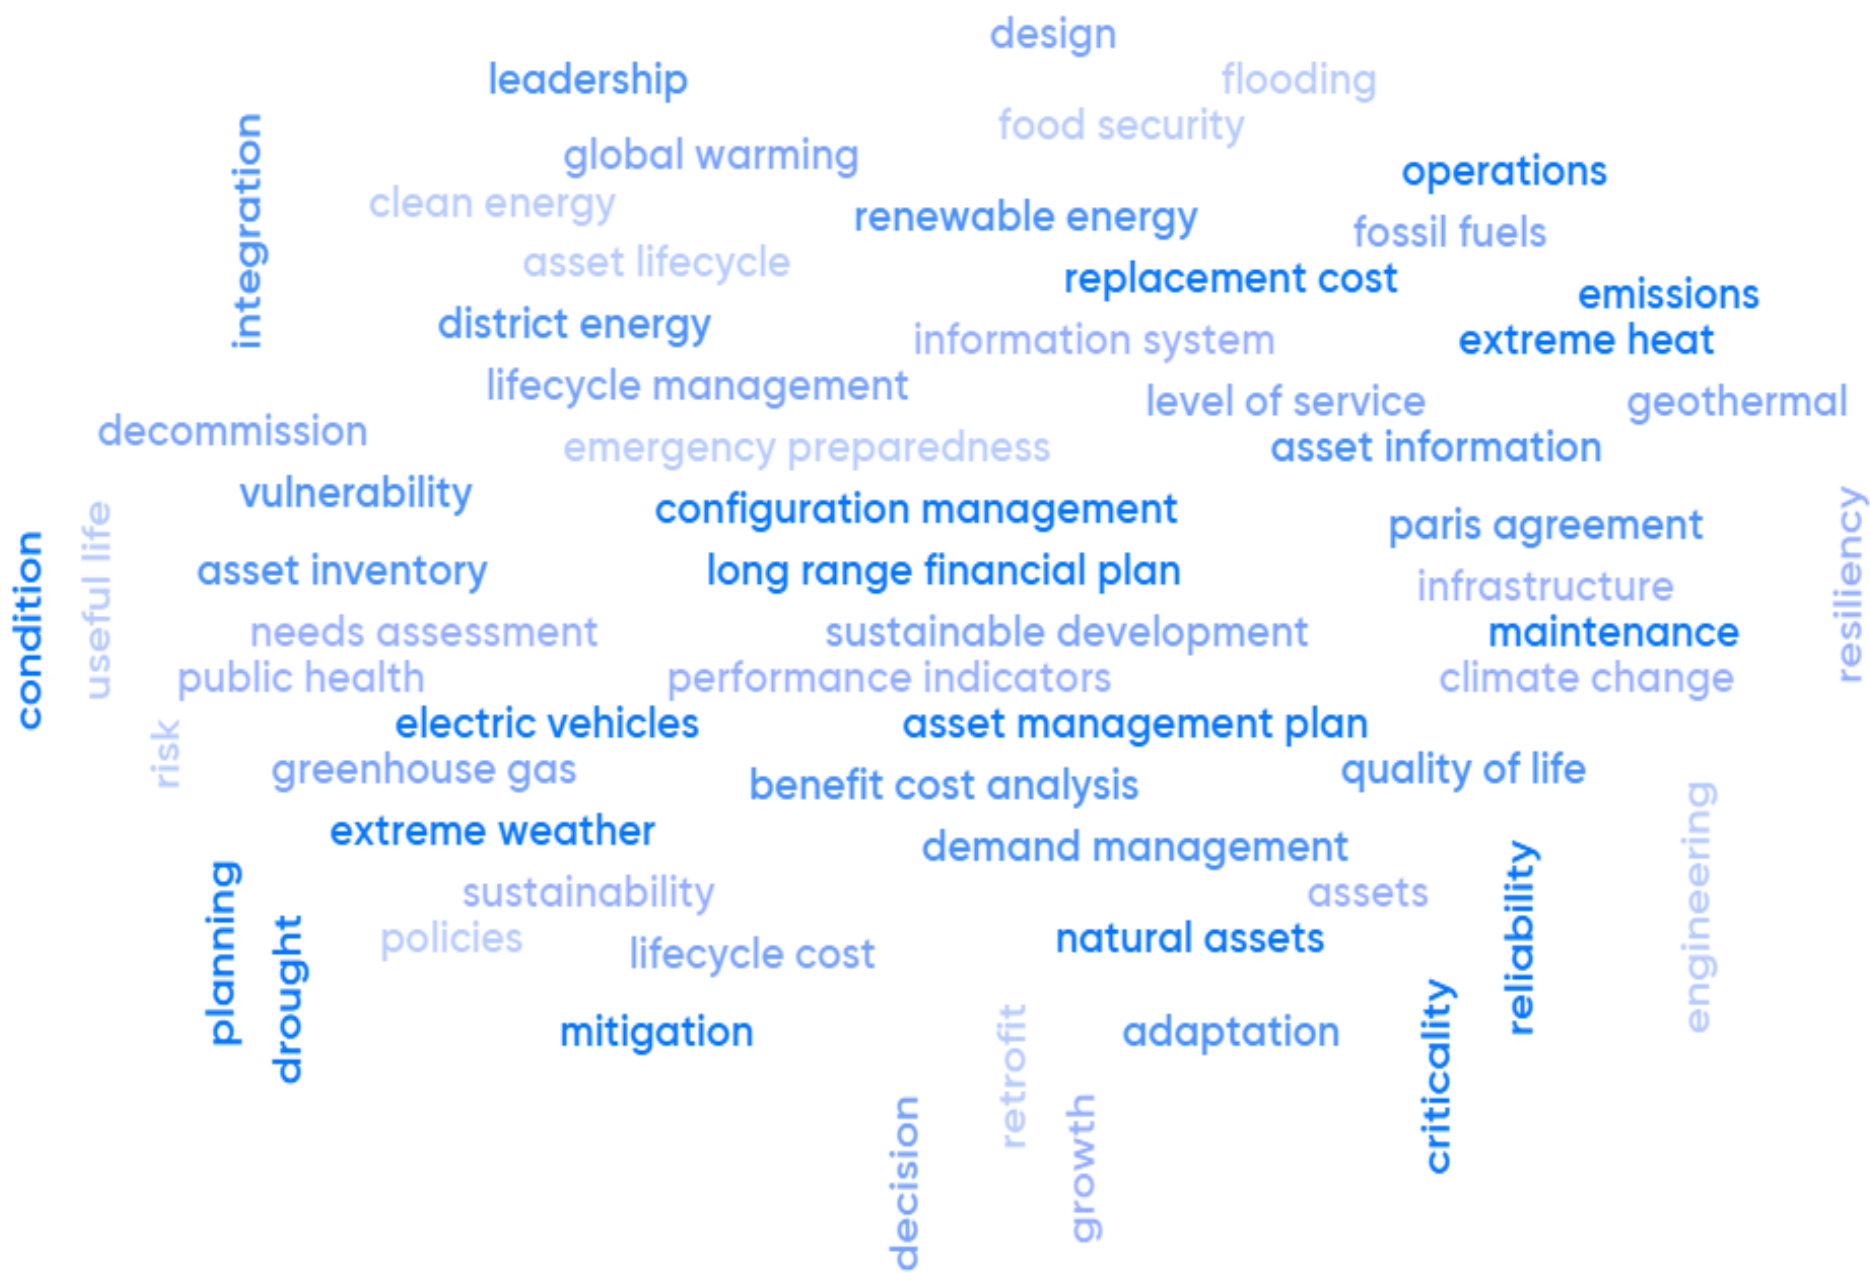 design
leadership
flooding
food security
integration
global warming
operations
clean energy
renewable energy
fossil fuels
asset lifecycle
replacement cost
emissions
district energy
information system
extreme heat
lifecycle management
level of service
geothermal
decommission
emergency preparedness
asset information
vulnerability
configuration management
paris agreement
resiliency
useful life
condition
asset inventory
long range financial plan
infrastructure
needs assessment
sustainable development
maintenance
public health
performance indicators
climate change
electric vehicles
asset management plan
risk
greenhouse gas
benefit cost analysis
quality of life
extreme weather
demand management
engineering
reliability
planning
sustainability
assets
drought
policies
lifecycle cost
natural assets
mitigation
retrofit
adaptation
criticality
decision
growth